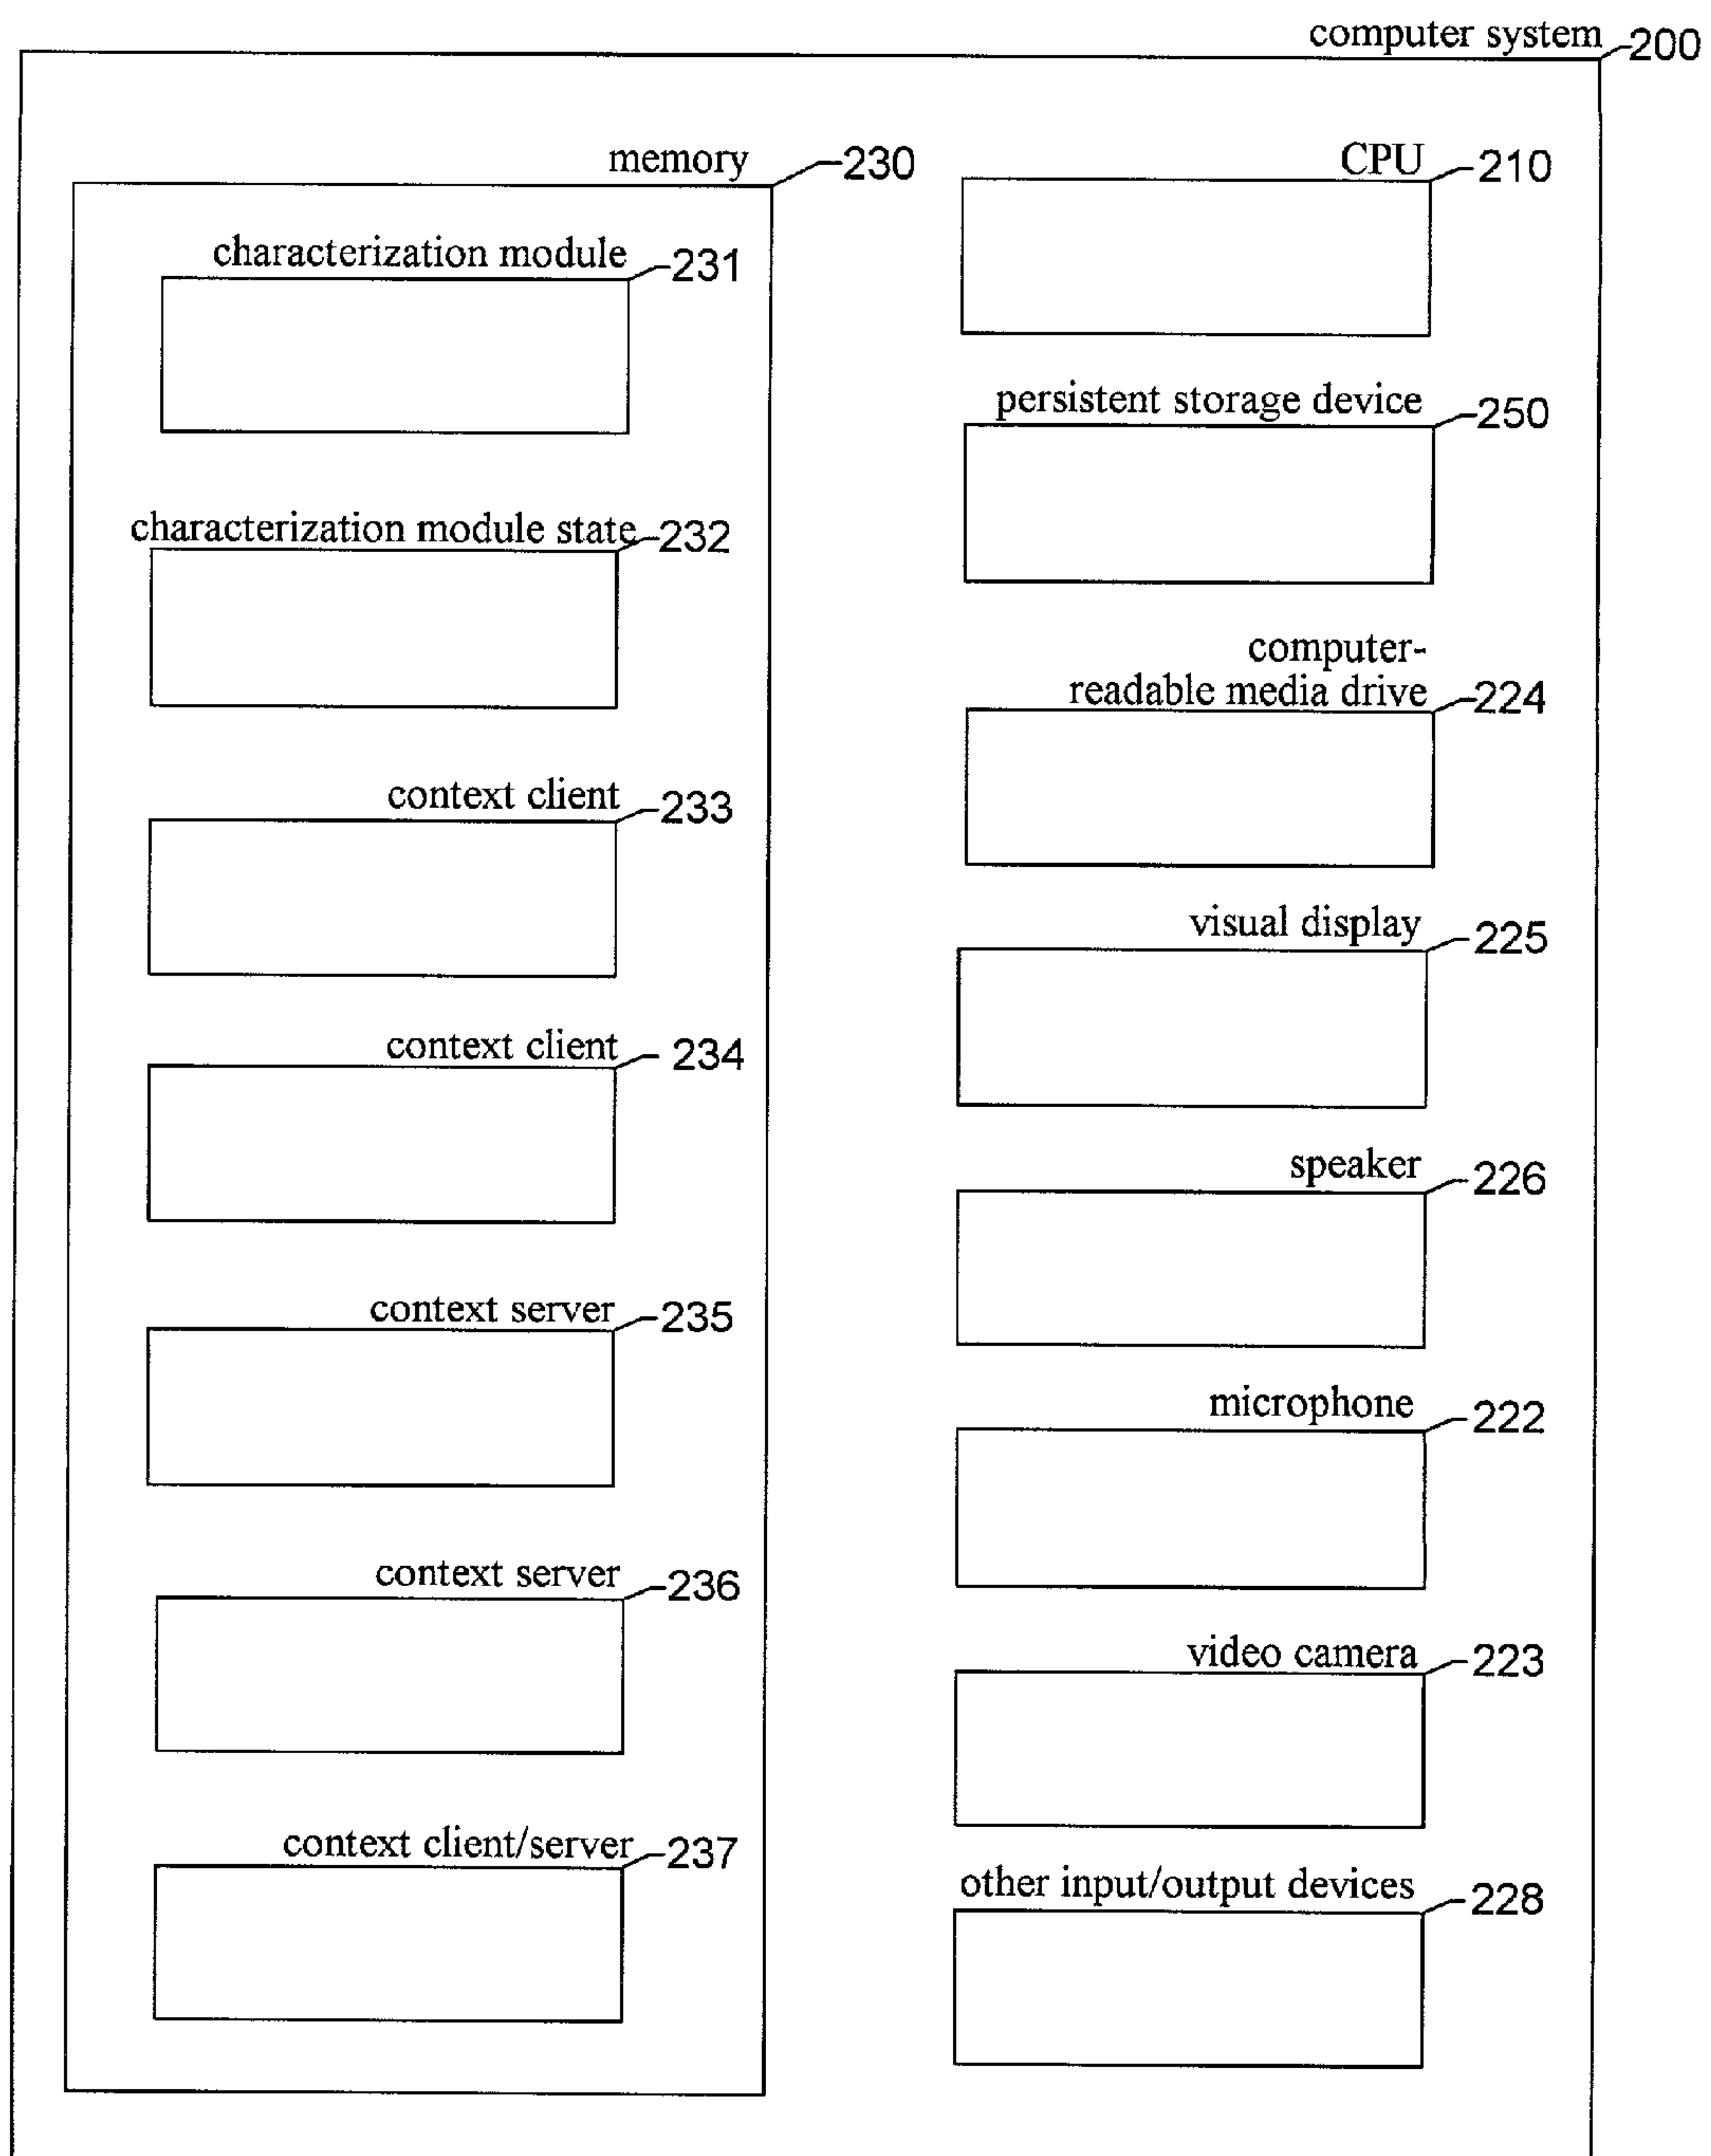 computer system 200
memory 230
characterization module 231
characterization module state 232
context client 233
context client 234
context server 235
context server 236
context client/server 237
CPU 210
persistent storage device 250
computer-
readable media drive 224
visual display 225
speaker 226
microphone 222
video camera 223
other input/output devices 228